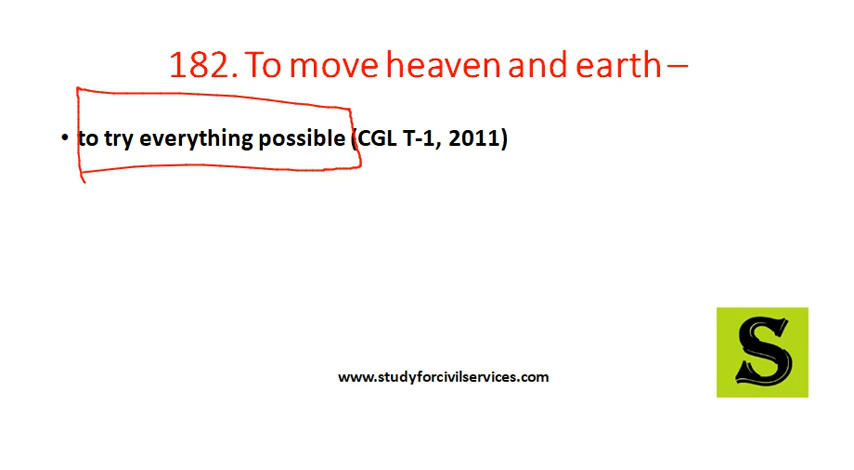 182. To move heaven and earth –
• to try everything possible (CGL T-1, 2011)
www.studyforcivilservices.com
S